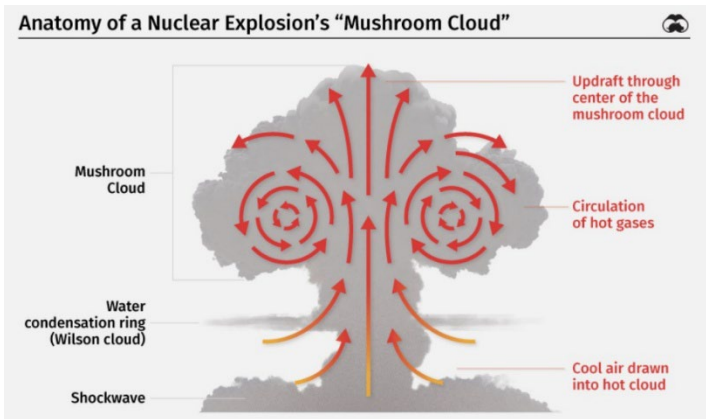 Anatomy of a Nuclear Explosion's “Mushroom Cloud”
Updraft through
center of the
mushroom cloud
Mushroom
Cloud
Circulation
of hot gases
Water
condensation ring
(Wilson cloud)
Cool air drawn
into hot cloud
Shockwave